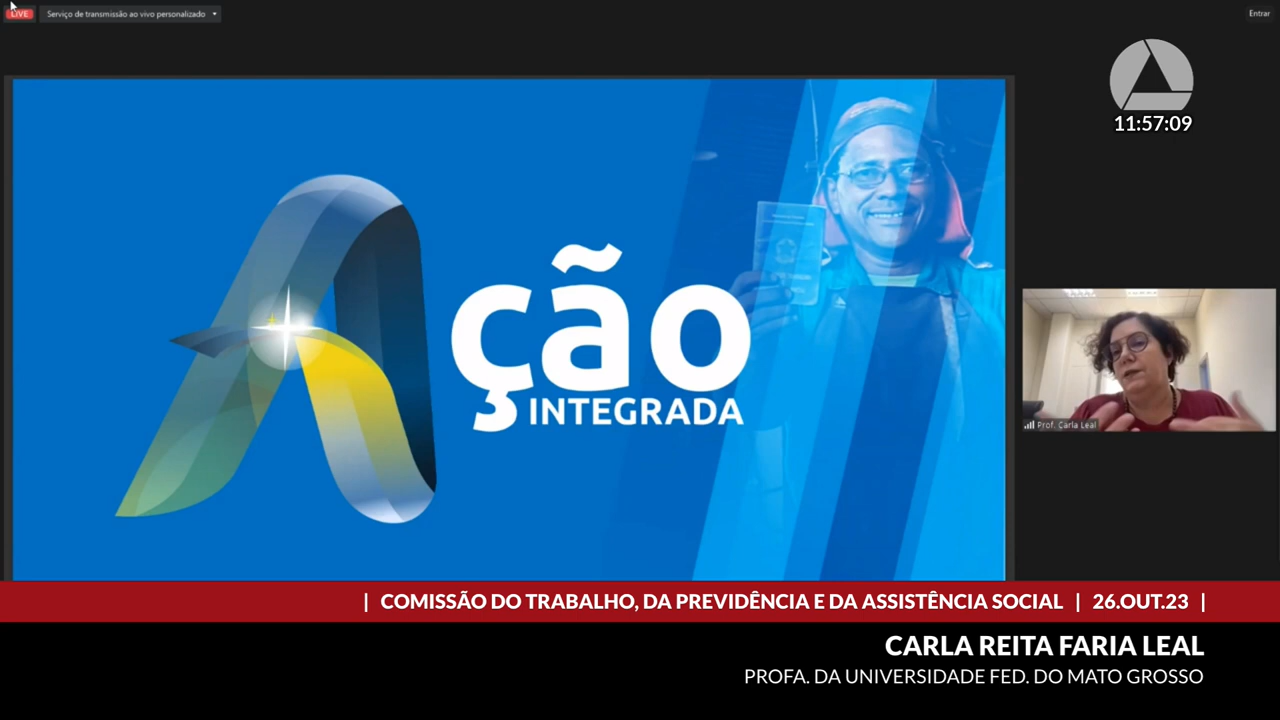 LIVE
Serviço de transmissão ao vivo personalizado
Entrar
11:57:09
Ação
INTEGRADA
Prof. Carla Leal
| COMISSÃO DO TRABALHO, DA PREVIDÊNCIA E DA ASSISTÊNCIA SOCIAL | 26.OUT.23 |
CARLA REITA FARIA LEAL
PROFA. DA UNIVERSIDADE FED. DO MATO GROSSO